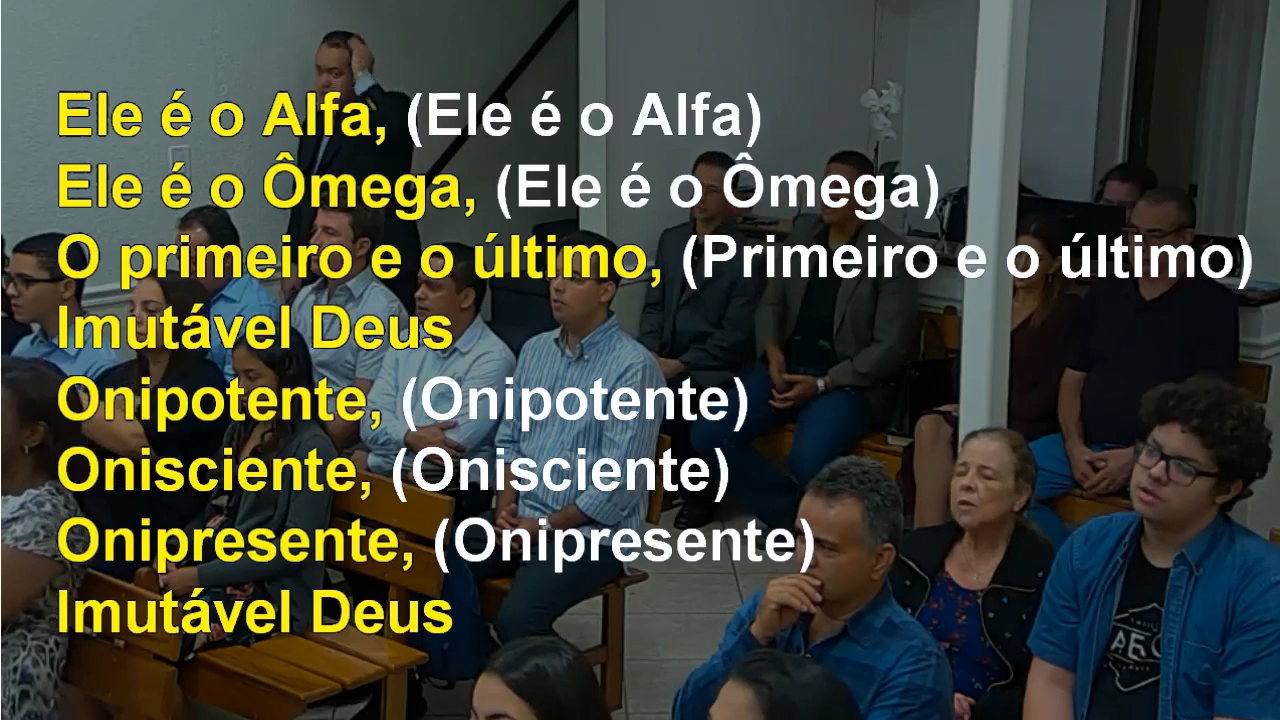 Ele é o Alfa, (Ele é o Alfa)
Ele é o Ômega, (Ele é o Ômega)
O primeiro e o último, (Primeiro e o último)
Imutável Deus
Onipotente, (Onipotente)
Onisciente, (Onisciente)
Onipresente, (Onipresente)
Imutável Deus